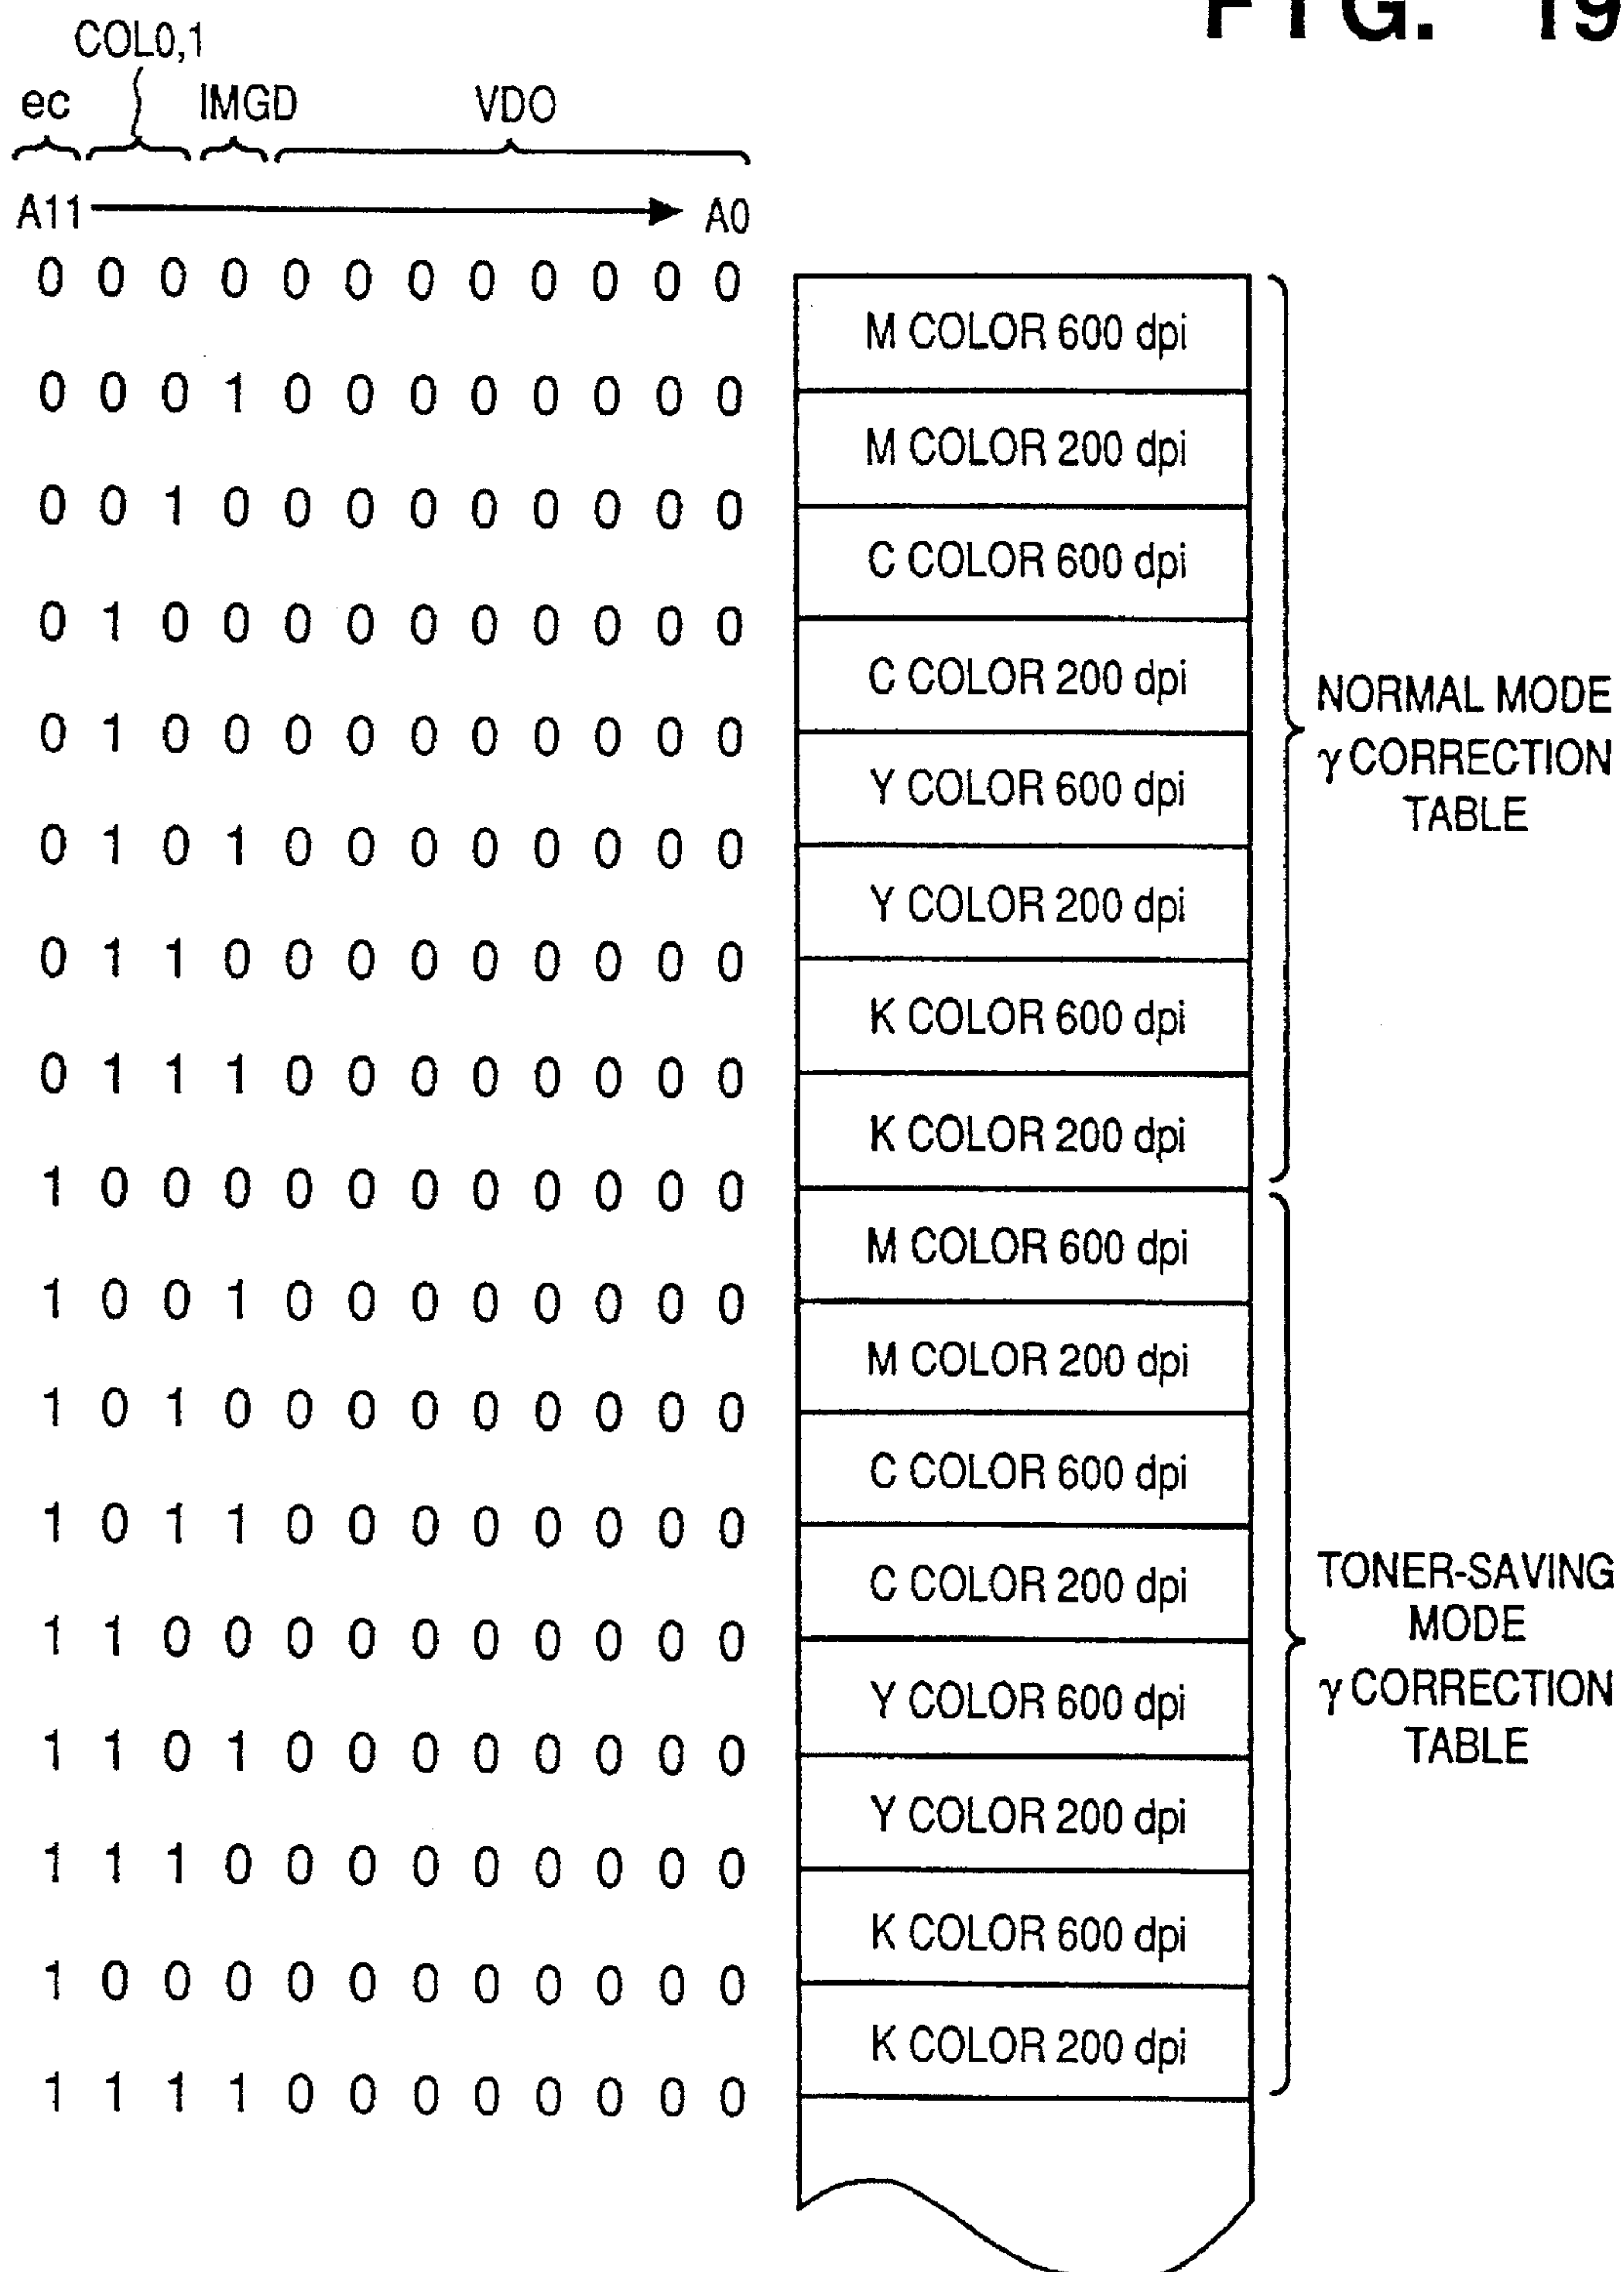 FIG. 19
COL0,1
ec IMGD VDO
A11 A0
0 0 0 0 0 0 0 0 0 0 0 0
M COLOR 600 dpi
0 0 0 1 0 0 0 0 0 0 0 0
M COLOR 200 dpi
0 0 1 0 0 0 0 0 0 0 0 0
C COLOR 600 dpi
0 1 0 0 0 0 0 0 0 0 0 0
C COLOR 200 dpi
0 1 0 0 0 0 0 0 0 0 0 0
Y COLOR 600 dpi
0 1 0 1 0 0 0 0 0 0 0 0
Y COLOR 200 dpi
0 1 1 0 0 0 0 0 0 0 0 0
K COLOR 600 dpi
0 1 1 1 0 0 0 0 0 0 0 0
K COLOR 200 dpi
NORMAL MODE
γ CORRECTION
TABLE
1 0 0 0 0 0 0 0 0 0 0 0
M COLOR 600 dpi
1 0 0 1 0 0 0 0 0 0 0 0
M COLOR 200 dpi
1 0 1 0 0 0 0 0 0 0 0 0
C COLOR 600 dpi
1 0 1 1 0 0 0 0 0 0 0 0
C COLOR 200 dpi
1 1 0 0 0 0 0 0 0 0 0 0
Y COLOR 600 dpi
1 1 0 1 0 0 0 0 0 0 0 0
Y COLOR 200 dpi
1 1 1 0 0 0 0 0 0 0 0 0
K COLOR 600 dpi
1 0 0 0 0 0 0 0 0 0 0 0
K COLOR 200 dpi
1 1 1 1 0 0 0 0 0 0 0 0
TONER-SAVING
MODE
γ CORRECTION
TABLE